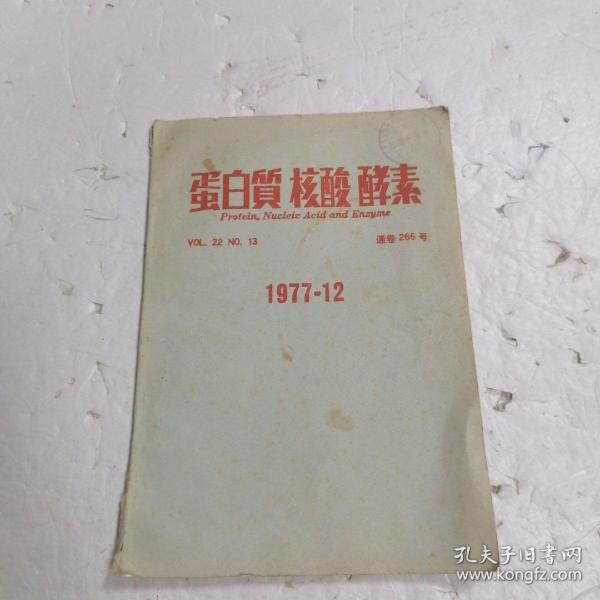 蛋白質 核酸 酵素
Protein, Nucleic Acid and Enzyme
VOL. 22 NO. 13 通巻 266 号
1977-12
孔夫子旧书网
www.kongfz.com